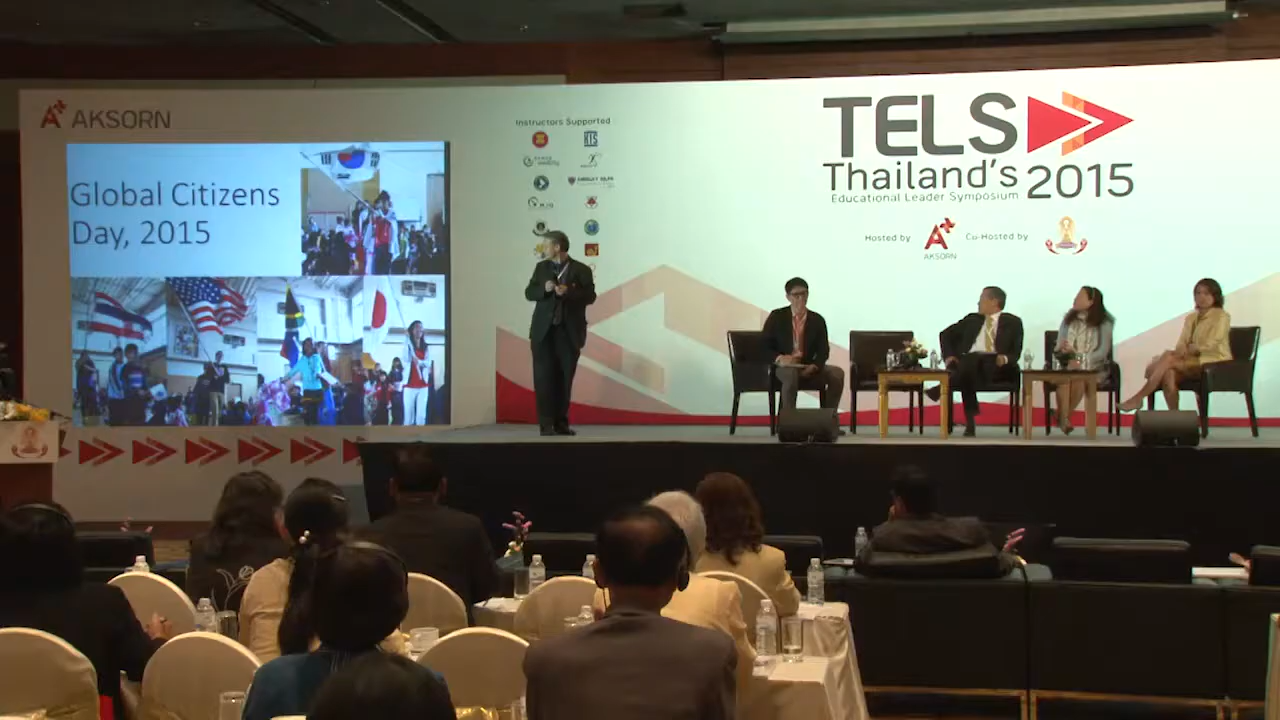 AKSORN
Global Citizens
Day, 2015
Instructors Supported
TELS
Thailand's 2015
Educational Leader Symposium
Hosted by
AKSORN
Co-Hosted by